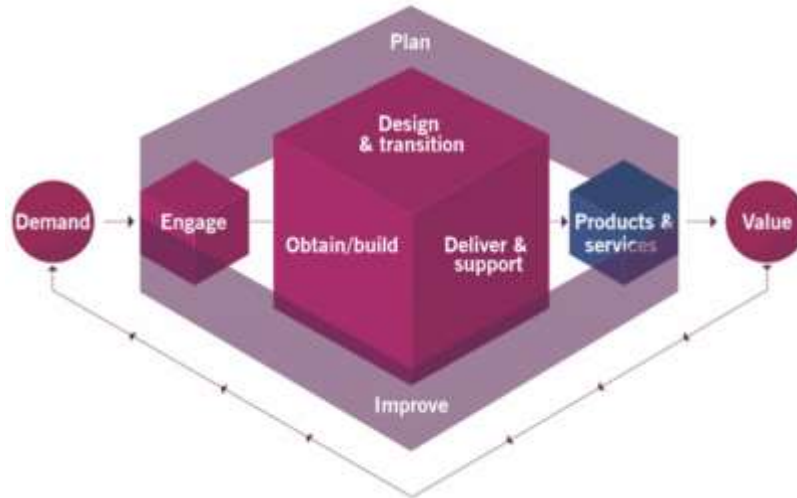 Plan
Design
& transition
Demand
Engage
Obtain/build
Deliver &
support
Products &
services
Value
Improve